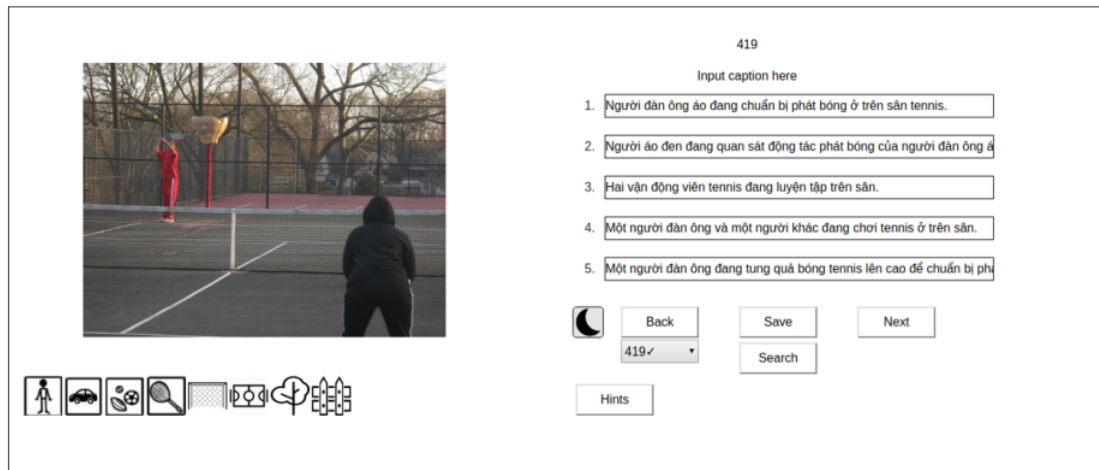 419
Input caption here
1. Người đàn ông áo đang chuẩn bị phát bóng ở trên sân tennis.
2. Người áo đen đang quan sát động tác phát bóng của người đàn ông
3. Hai vận động viên tennis đang luyện tập trên sân.
4. Một người đàn ông và một người khác đang chơi tennis ở trên sân.
5. Một người đàn ông đang tung quả bóng tennis lên cao để chuẩn bị
Back Save Next
419✓
Search
Hints